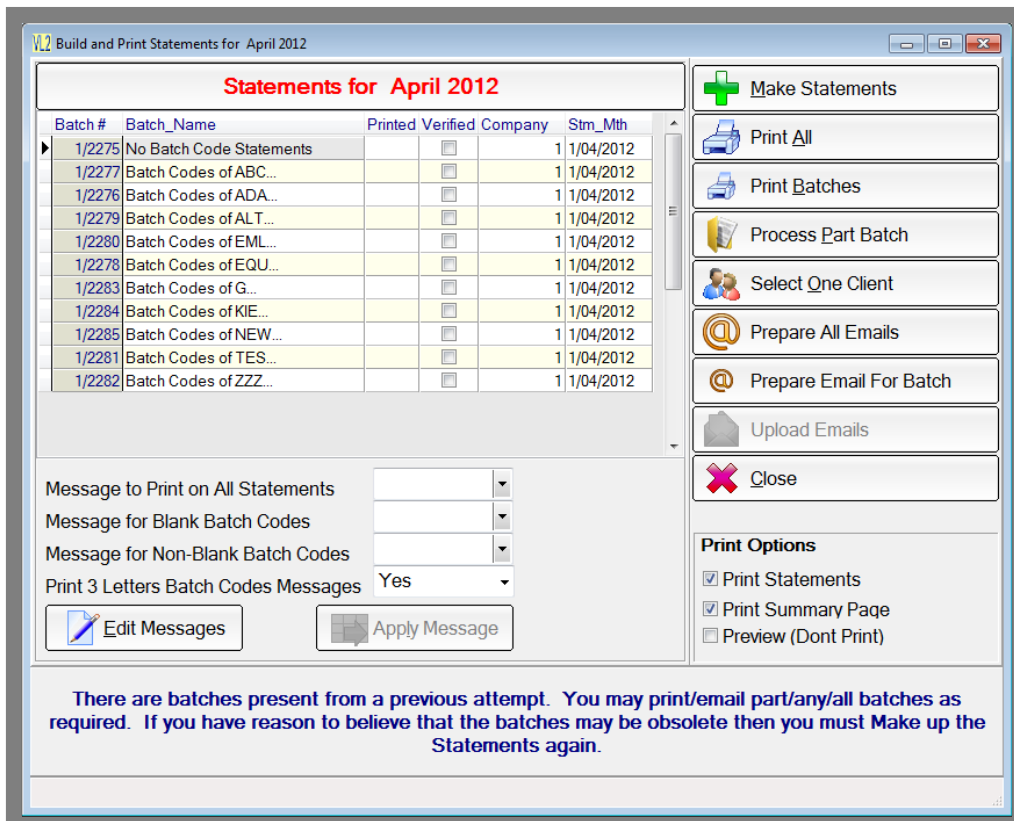 VL2 Build and Print Statements for April 2012
Statements for April 2012
Batch # Batch_Name Printed Verified Company Stm_Mth
1/2275 No Batch Code Statements 1 1/04/2012
1/2277 Batch Codes of ABC... 1 1/04/2012
1/2276 Batch Codes of ADA... 1 1/04/2012
1/2279 Batch Codes of ALT... 1 1/04/2012
1/2280 Batch Codes of EML... 1 1/04/2012
1/2278 Batch Codes of EQU... 1 1/04/2012
1/2283 Batch Codes of G... 1 1/04/2012
1/2284 Batch Codes of KIE... 1 1/04/2012
1/2285 Batch Codes of NEW... 1 1/04/2012
1/2281 Batch Codes of TES... 1 1/04/2012
1/2282 Batch Codes of ZZZ... 1 1/04/2012
Message to Print on All Statements
Message for Blank Batch Codes
Message for Non-Blank Batch Codes
Print 3 Letters Batch Codes Messages Yes
Edit Messages Apply Message
Make Statements
Print All
Print Batches
Process Part Batch
Select One Client
@ Prepare All Emails
@ Prepare Email For Batch
Upload Emails
Close
Print Options
Print Statements
Print Summary Page
Preview (Dont Print)
There are batches present from a previous attempt. You may print/email part/any/all batches as
required. If you have reason to believe that the batches may be obsolete then you must Make up the
Statements again.